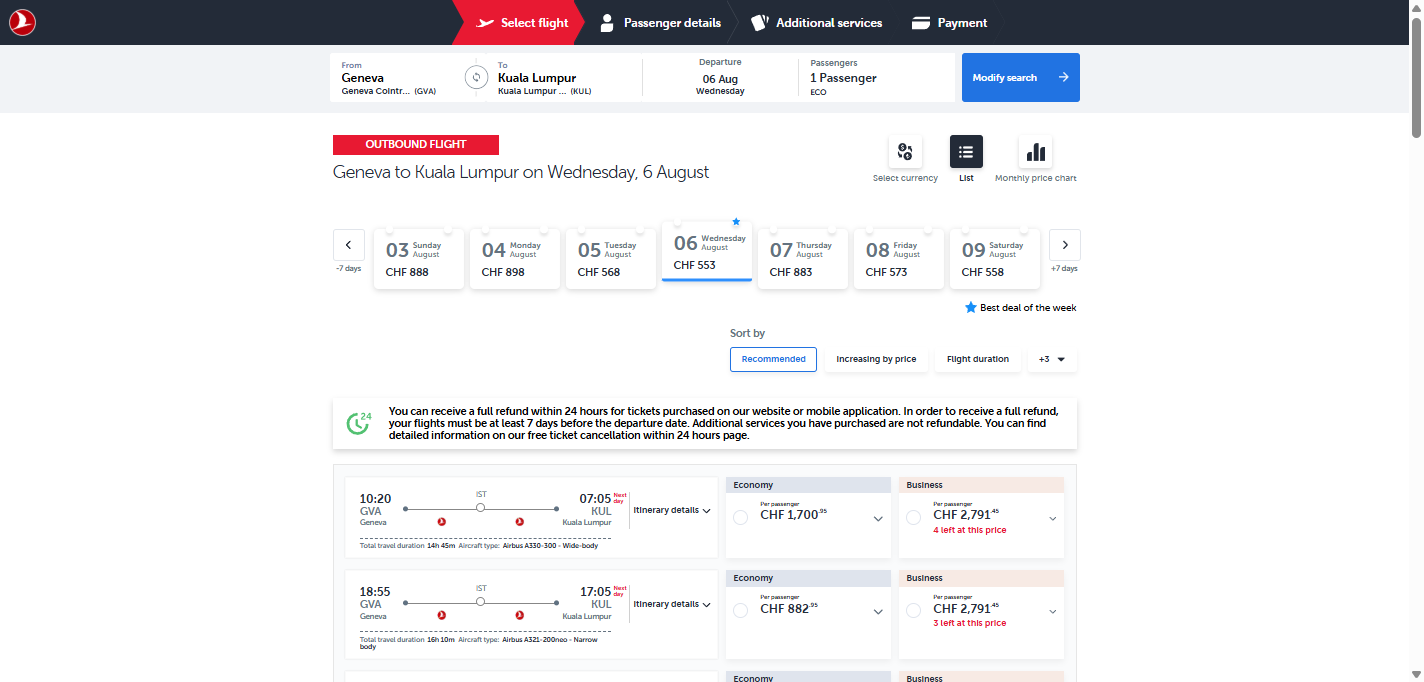 Select flight
Passenger details
Additional services
Payment
From
Geneva
Geneva Cointr... (GVA)
To
Kuala Lumpur
Kuala Lumpur ... (KUL)
Departure
06 Aug
Wednesday
Passengers
1 Passenger
ECO
Modify search
OUTBOUND FLIGHT
Geneva to Kuala Lumpur on Wednesday, 6 August
Select currency
List
Monthly price chart
-7 days
03 Sunday August
CHF 888
04 Monday August
CHF 898
05 Tuesday August
CHF 568
06 Wednesday August
CHF 553
07 Thursday August
CHF 883
08 Friday August
CHF 573
09 Saturday August
CHF 558
+7 days
Best deal of the week
Sort by
Recommended
Increasing by price
Flight duration
+3
24
You can receive a full refund within 24 hours for tickets purchased on our website or mobile application. In order to receive a full refund,
your flights must be at least 7 days before the departure date. Additional services you have purchased are not refundable. You can find
detailed information on our free ticket cancellation within 24 hours page.
10:20
GVA
Geneva
IST
07:05 Next day
KUL
Kuala Lumpur
Itinerary details
Total travel duration 14h 45m Aircraft type: Airbus A330-300 - Wide-body
Economy
Per passenger
CHF 1,700.95
Business
Per passenger
CHF 2,791.45
4 left at this price
18:55
GVA
Geneva
IST
17:05 Next day
KUL
Kuala Lumpur
Itinerary details
Total travel duration 16h 10m Aircraft type: Airbus A321-200neo - Narrow
body
Economy
Per passenger
CHF 882.95
Business
Per passenger
CHF 2,791.45
3 left at this price
Economy
Business